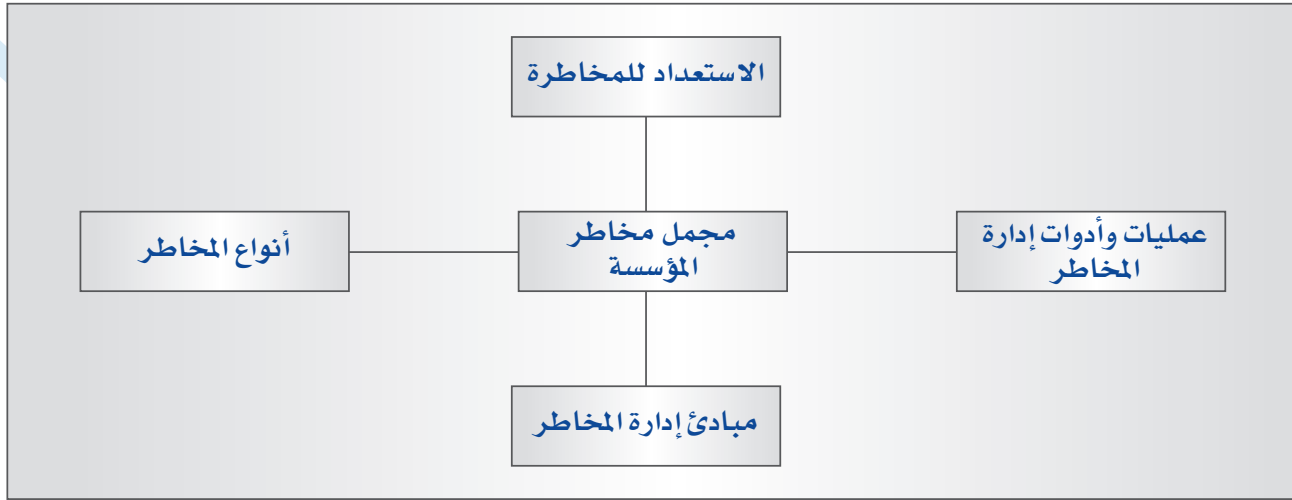 الاستعداد للمخاطرة
عمليات وأدوات إدارة
المخاطر
مجمل مخاطر
المؤسسة
أنواع المخاطر
مبادئ إدارة المخاطر